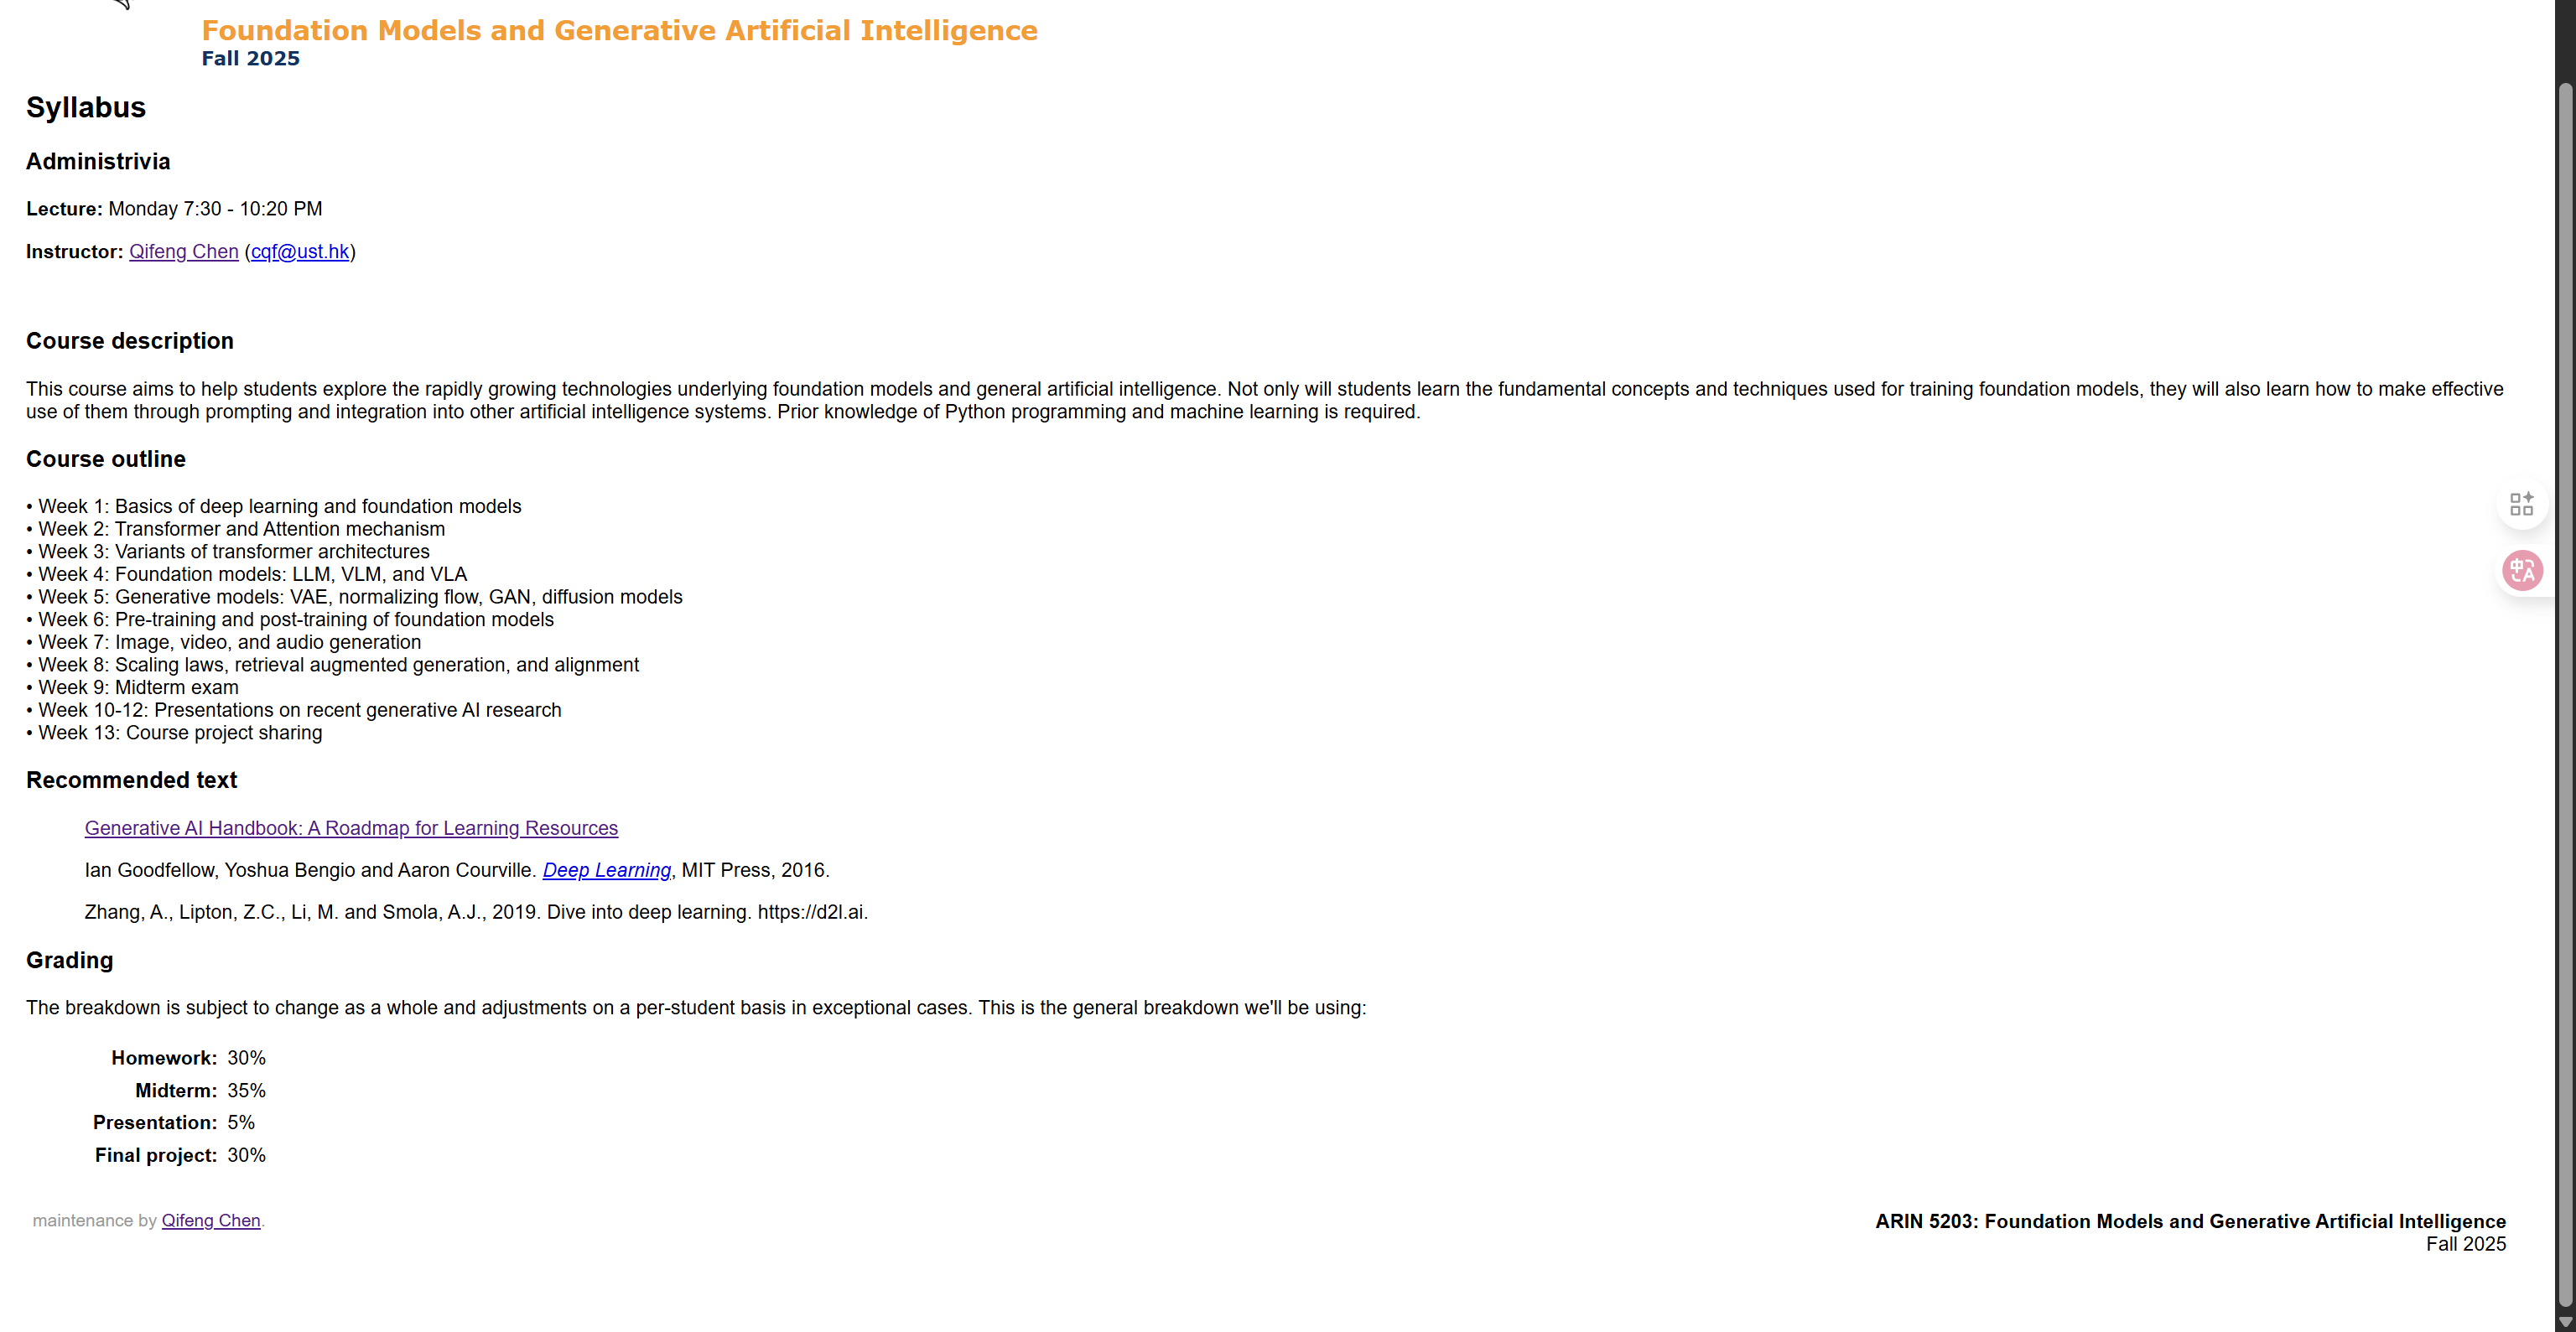 Foundation Models and Generative Artificial Intelligence
Fall 2025
Syllabus
Administrivia
Lecture: Monday 7:30 - 10:20 PM
Instructor: Qifeng Chen (cqf@ust.hk)
Course description
This course aims to help students explore the rapidly growing technologies underlying foundation models and general artificial intelligence. Not only will students learn the fundamental concepts and techniques used for training foundation models, they will also learn how to make effective
use of them through prompting and integration into other artificial intelligence systems. Prior knowledge of Python programming and machine learning is required.
Course outline
• Week 1: Basics of deep learning and foundation models
• Week 2: Transformer and Attention mechanism
• Week 3: Variants of transformer architectures
• Week 4: Foundation models: LLM, VLM, and VLA
• Week 5: Generative models: VAE, normalizing flow, GAN, diffusion models
• Week 6: Pre-training and post-training of foundation models
• Week 7: Image, video, and audio generation
• Week 8: Scaling laws, retrieval augmented generation, and alignment
• Week 9: Midterm exam
• Week 10-12: Presentations on recent generative AI research
• Week 13: Course project sharing
Recommended text
Generative AI Handbook: A Roadmap for Learning Resources
Ian Goodfellow, Yoshua Bengio and Aaron Courville. Deep Learning, MIT Press, 2016.
Zhang, A., Lipton, Z.C., Li, M. and Smola, A.J., 2019. Dive into deep learning. https://d2l.ai.
Grading
The breakdown is subject to change as a whole and adjustments on a per-student basis in exceptional cases. This is the general breakdown we'll be using:
Homework: 30%
Midterm: 35%
Presentation: 5%
Final project: 30%
maintenance by Qifeng Chen.
ARIN 5203: Foundation Models and Generative Artificial Intelligence
Fall 2025
中A